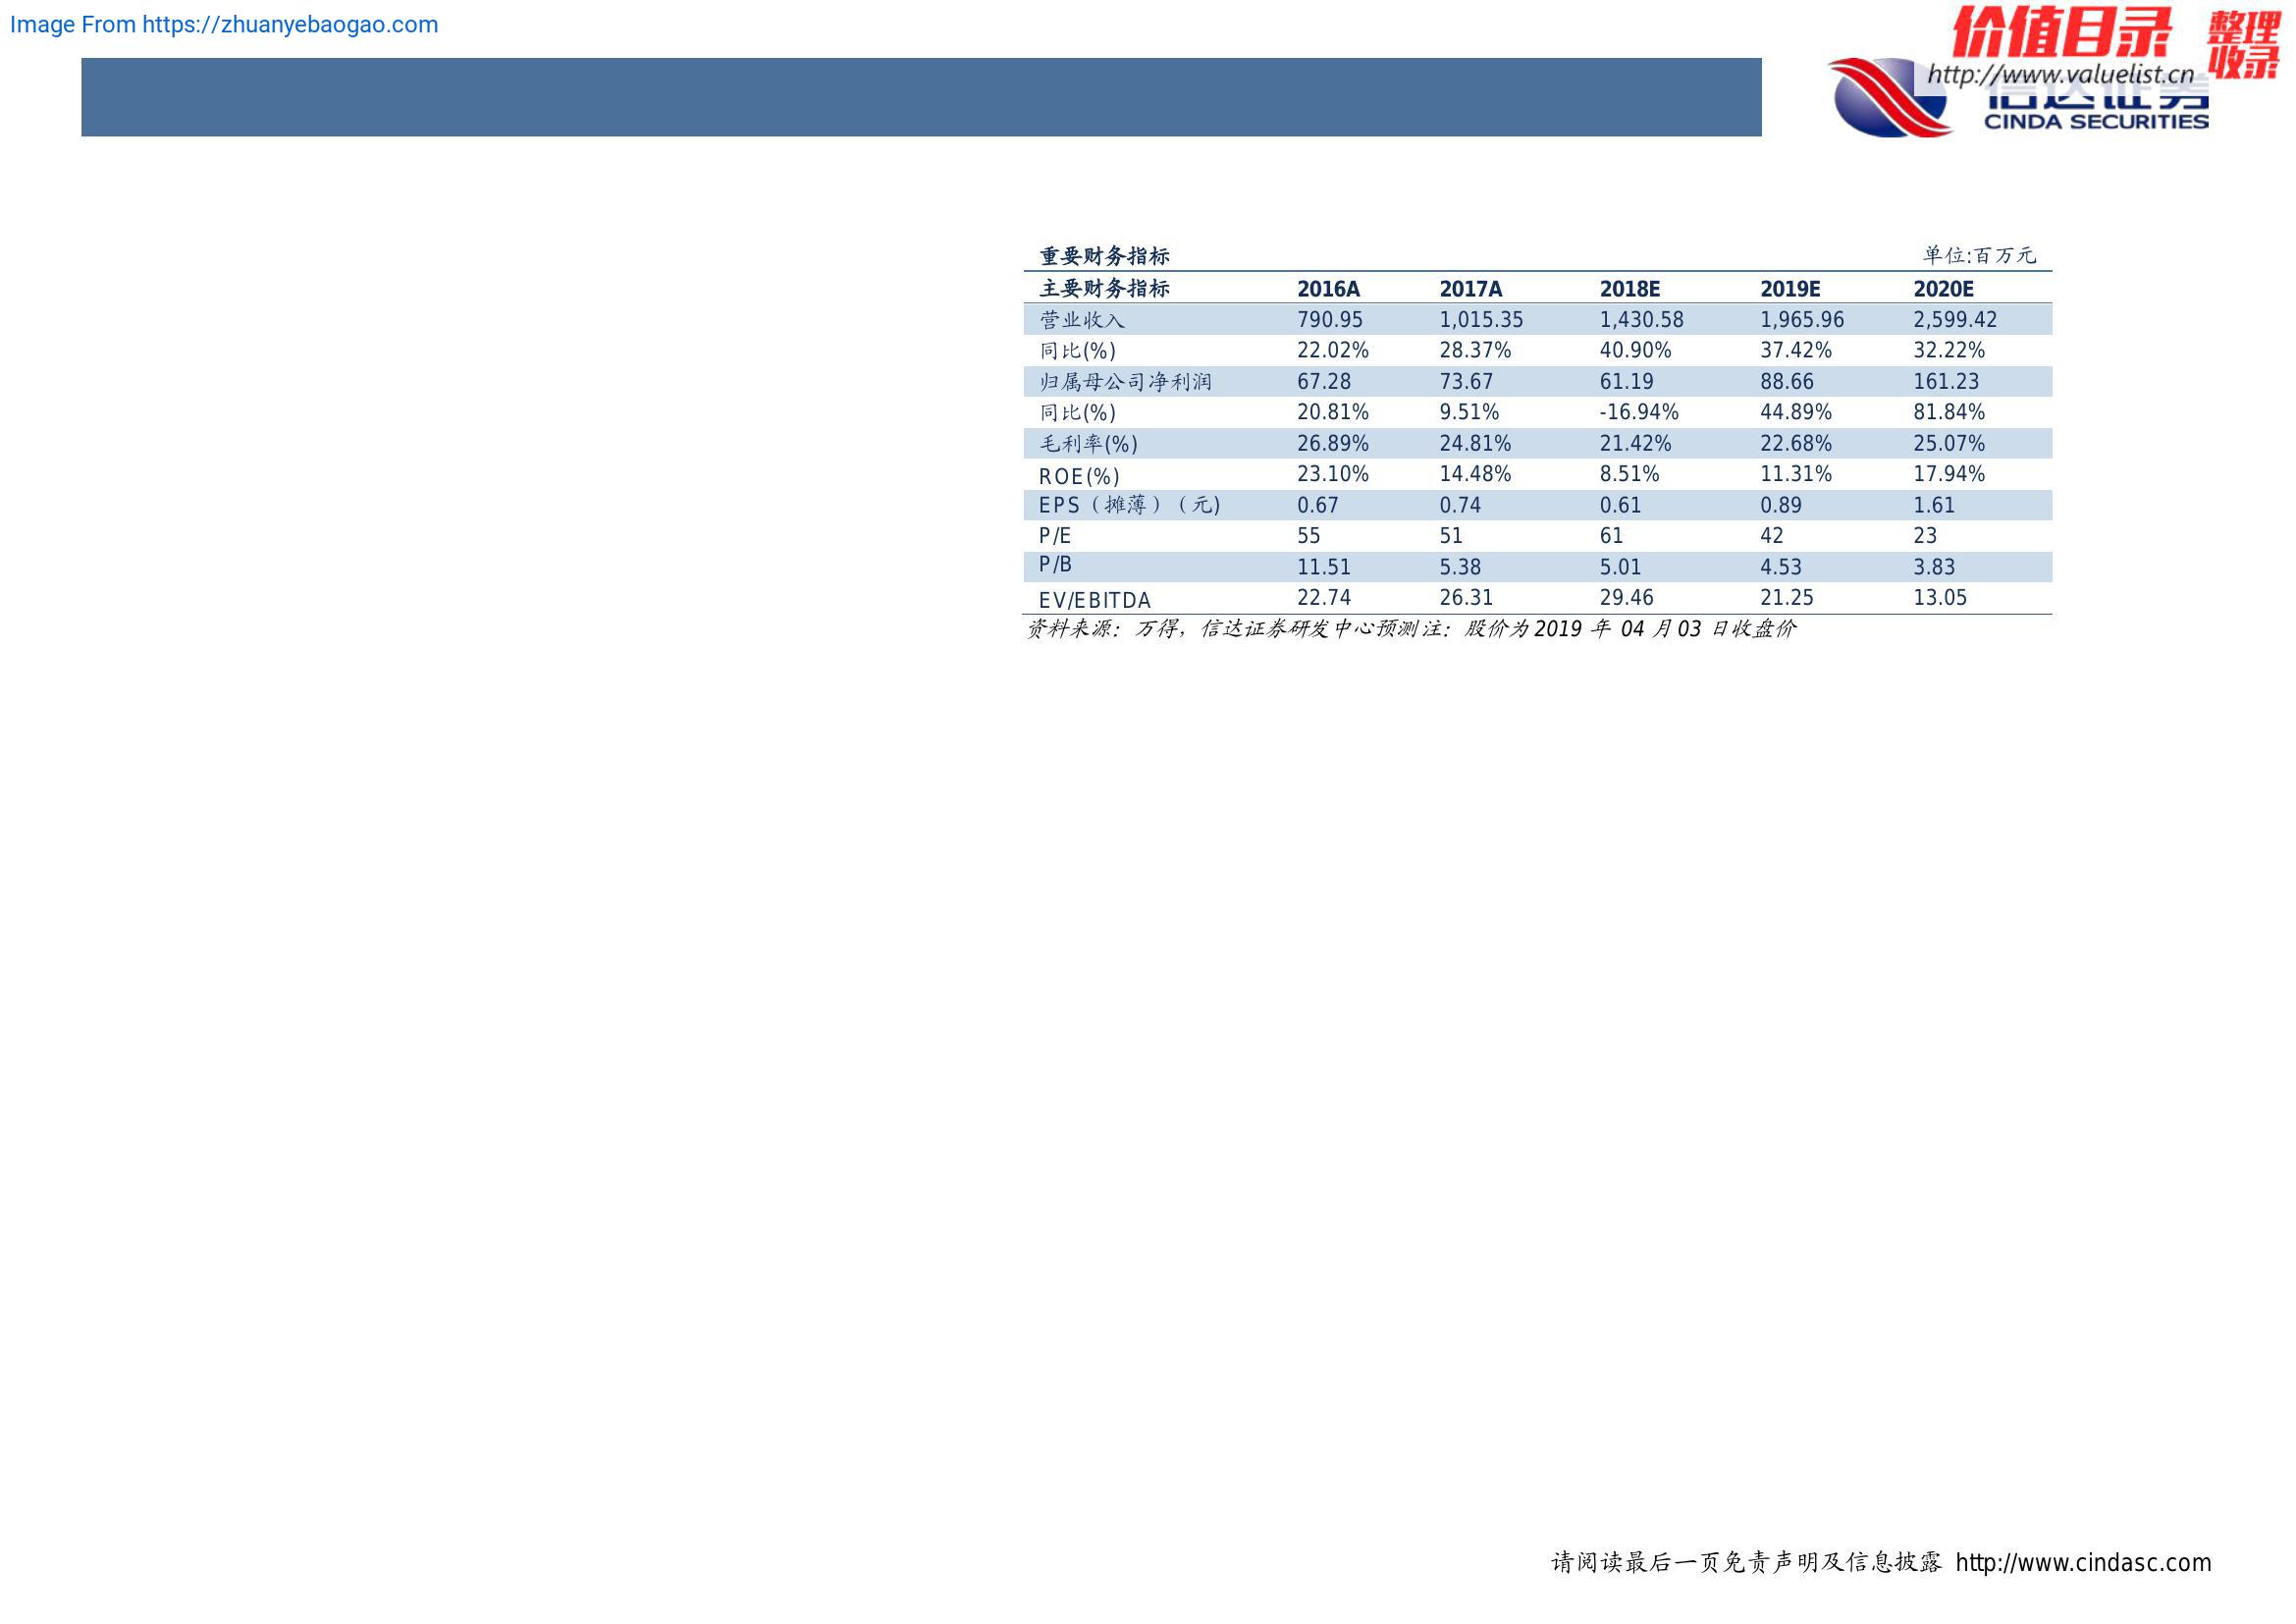 Image From https://zhuanyebaogao.com
价值目录 整理收录
http://www.valuelist.cn
信达证券
CINDA SECURITIES
重要财务指标 单位:百万元
主要财务指标 2016A 2017A 2018E 2019E 2020E
营业收入 790.95 1,015.35 1,430.58 1,965.96 2,599.42
同比(%) 22.02% 28.37% 40.90% 37.42% 32.22%
归属母公司净利润 67.28 73.67 61.19 88.66 161.23
同比(%) 20.81% 9.51% -16.94% 44.89% 81.84%
毛利率(%) 26.89% 24.81% 21.42% 22.68% 25.07%
ROE(%) 23.10% 14.48% 8.51% 11.31% 17.94%
EPS（摊薄）（元) 0.67 0.74 0.61 0.89 1.61
P/E 55 51 61 42 23
P/B 11.51 5.38 5.01 4.53 3.83
EV/EBITDA 22.74 26.31 29.46 21.25 13.05
资料来源：万得，信达证券研发中心预测 注：股价为 2019 年 04 月 03 日收盘价
请阅读最后一页免责声明及信息披露 http://www.cindasc.com